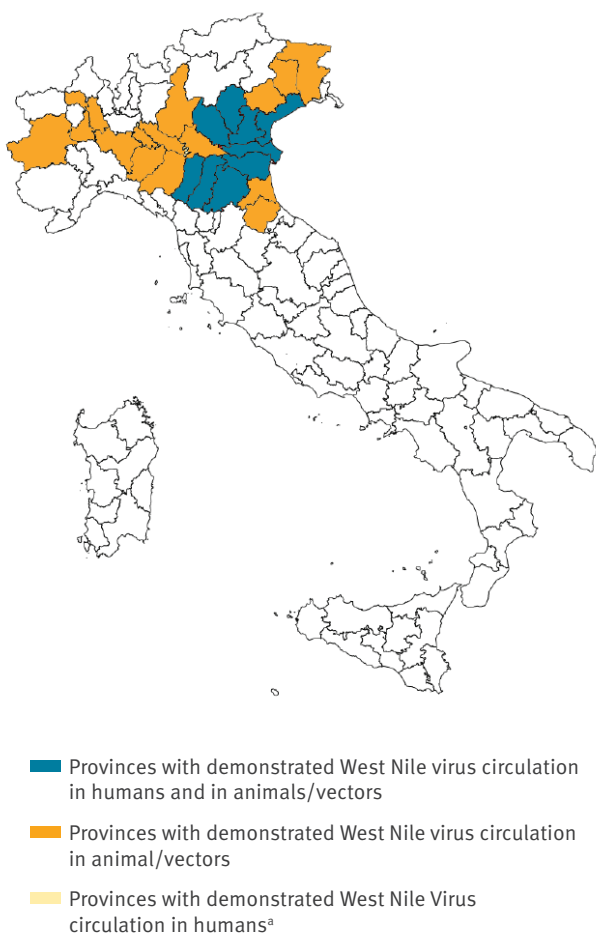 Provinces with demonstrated West Nile virus circulation
in humans and in animals/vectors
Provinces with demonstrated West Nile virus circulation
in animal/vectors
Provinces with demonstrated West Nile Virus
circulation in humansᵃ